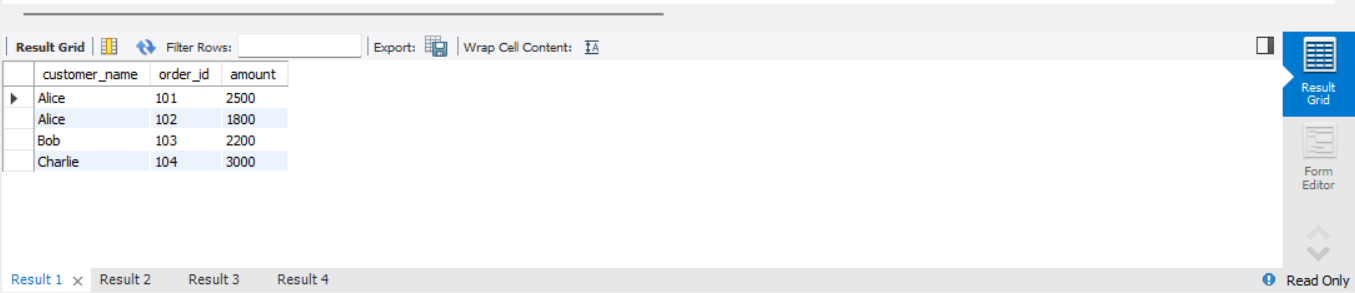 Result Grid Filter Rows: Export: Wrap Cell Content: IA
customer_name order_id amount
Alice 101 2500
Alice 102 1800
Bob 103 2200
Charlie 104 3000
Result Grid
Form Editor
Result 1 × Result 2 Result 3 Result 4 Read Only